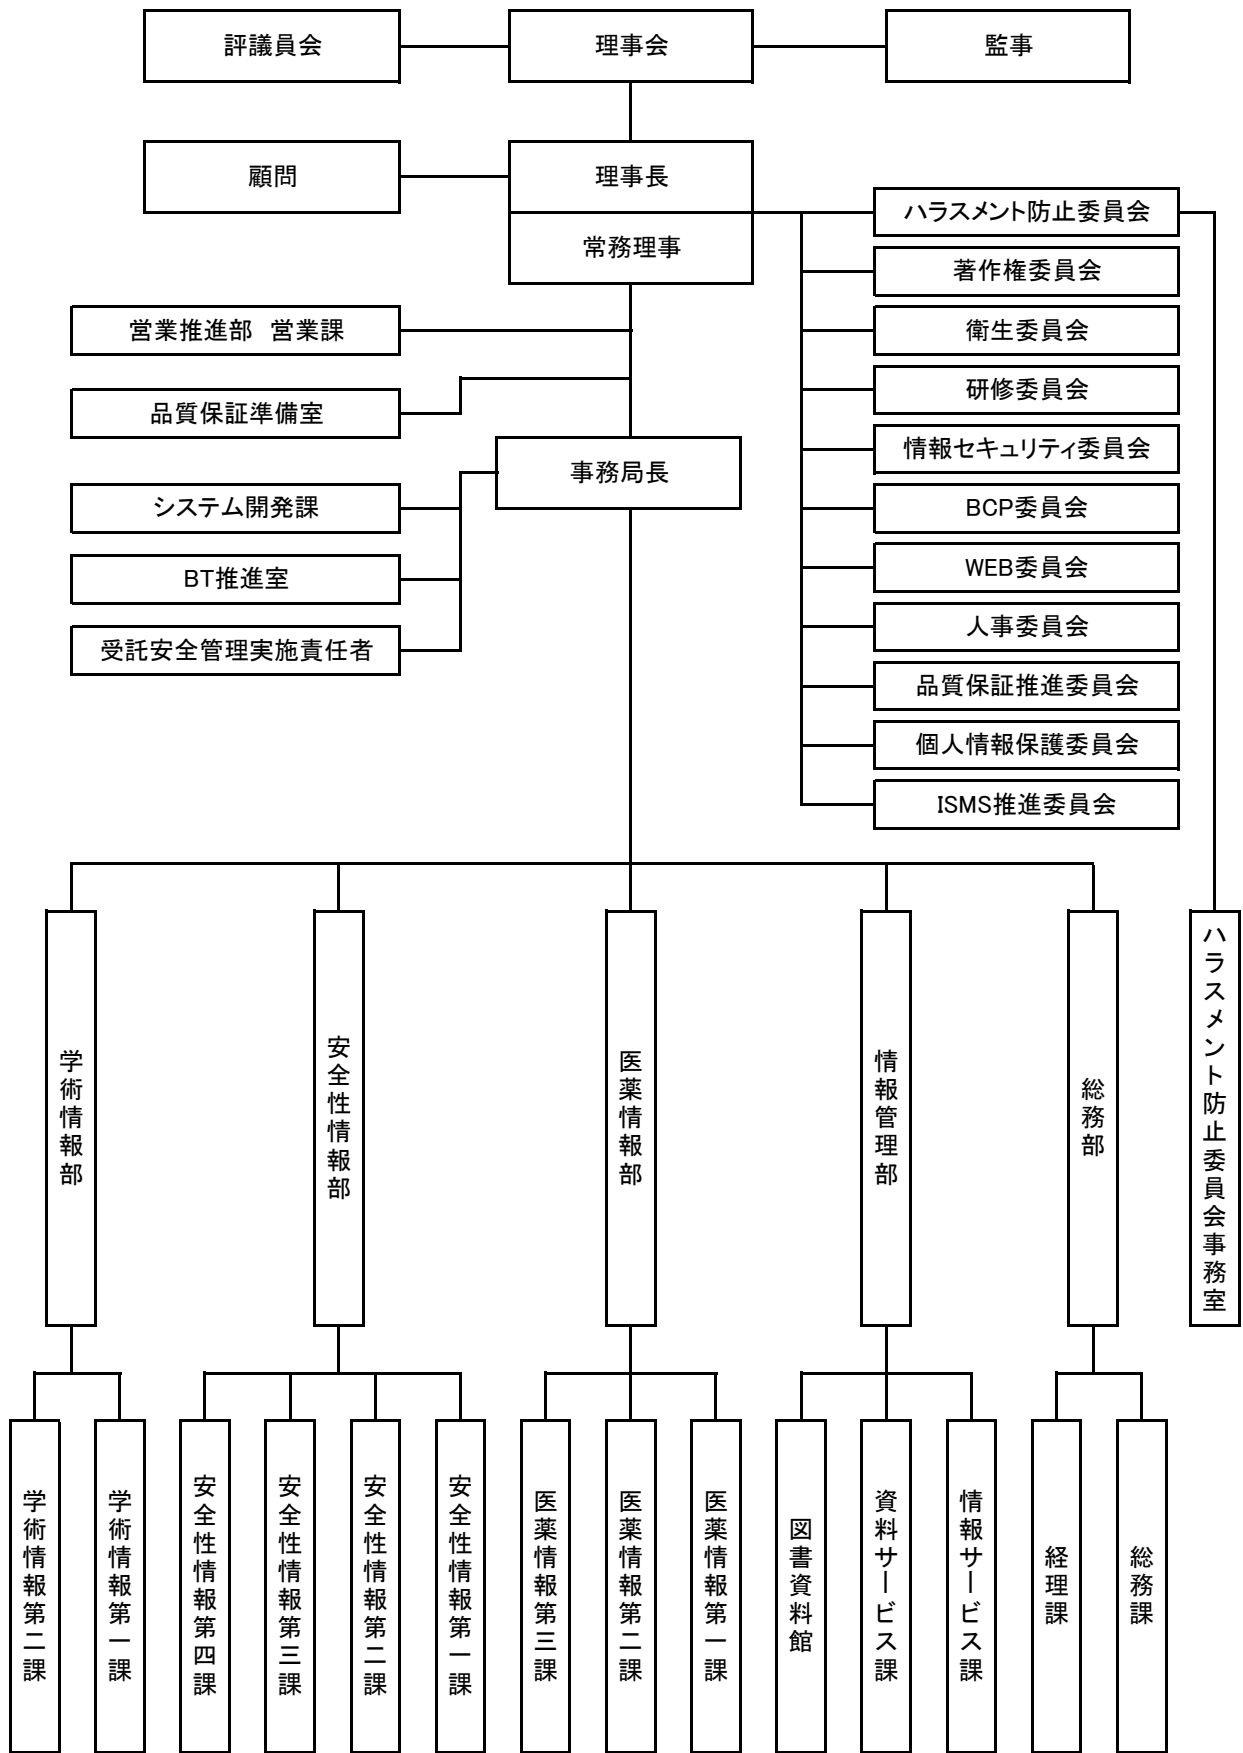 評議員会
理事会
監事
顧問
理事長
常務理事
ハラスメント防止委員会
著作権委員会
衛生委員会
研修委員会
情報セキュリティ委員会
BCP委員会
WEB委員会
人事委員会
品質保証推進委員会
個人情報保護委員会
ISMS推進委員会
営業推進部　営業課
品質保証準備室
事務局長
システム開発課
BT推進室
受託安全管理実施責任者
学術情報部
安全性情報部
医薬情報部
情報管理部
総務部
ハラスメント防止委員会事務室
学術情報第二課
学術情報第一課
安全性情報第四課
安全性情報第三課
安全性情報第二課
安全性情報第一課
医薬情報第三課
医薬情報第二課
医薬情報第一課
図書資料館
資料サービス課
情報サービス課
経理課
総務課